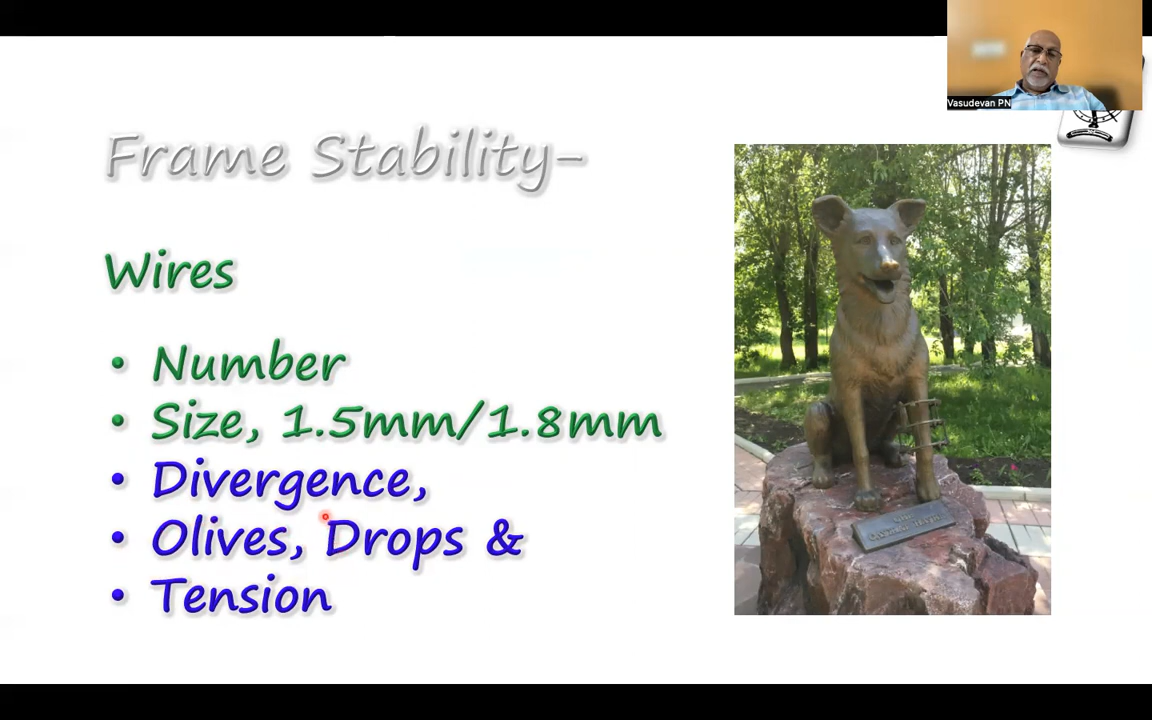 Vasudevan PN
Frame Stability-
Wires
• Number
• Size, 1.5mm/1.8mm
• Divergence,
• Olives, Drops &
• Tension